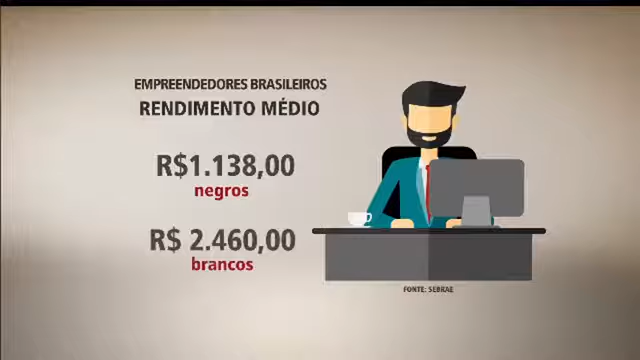 EMPREENDEDORES BRASILEIROS
RENDIMENTO MÉDIO
R$1.138,00
negros
R$ 2.460,00
brancos
FONTE: SEBRAE